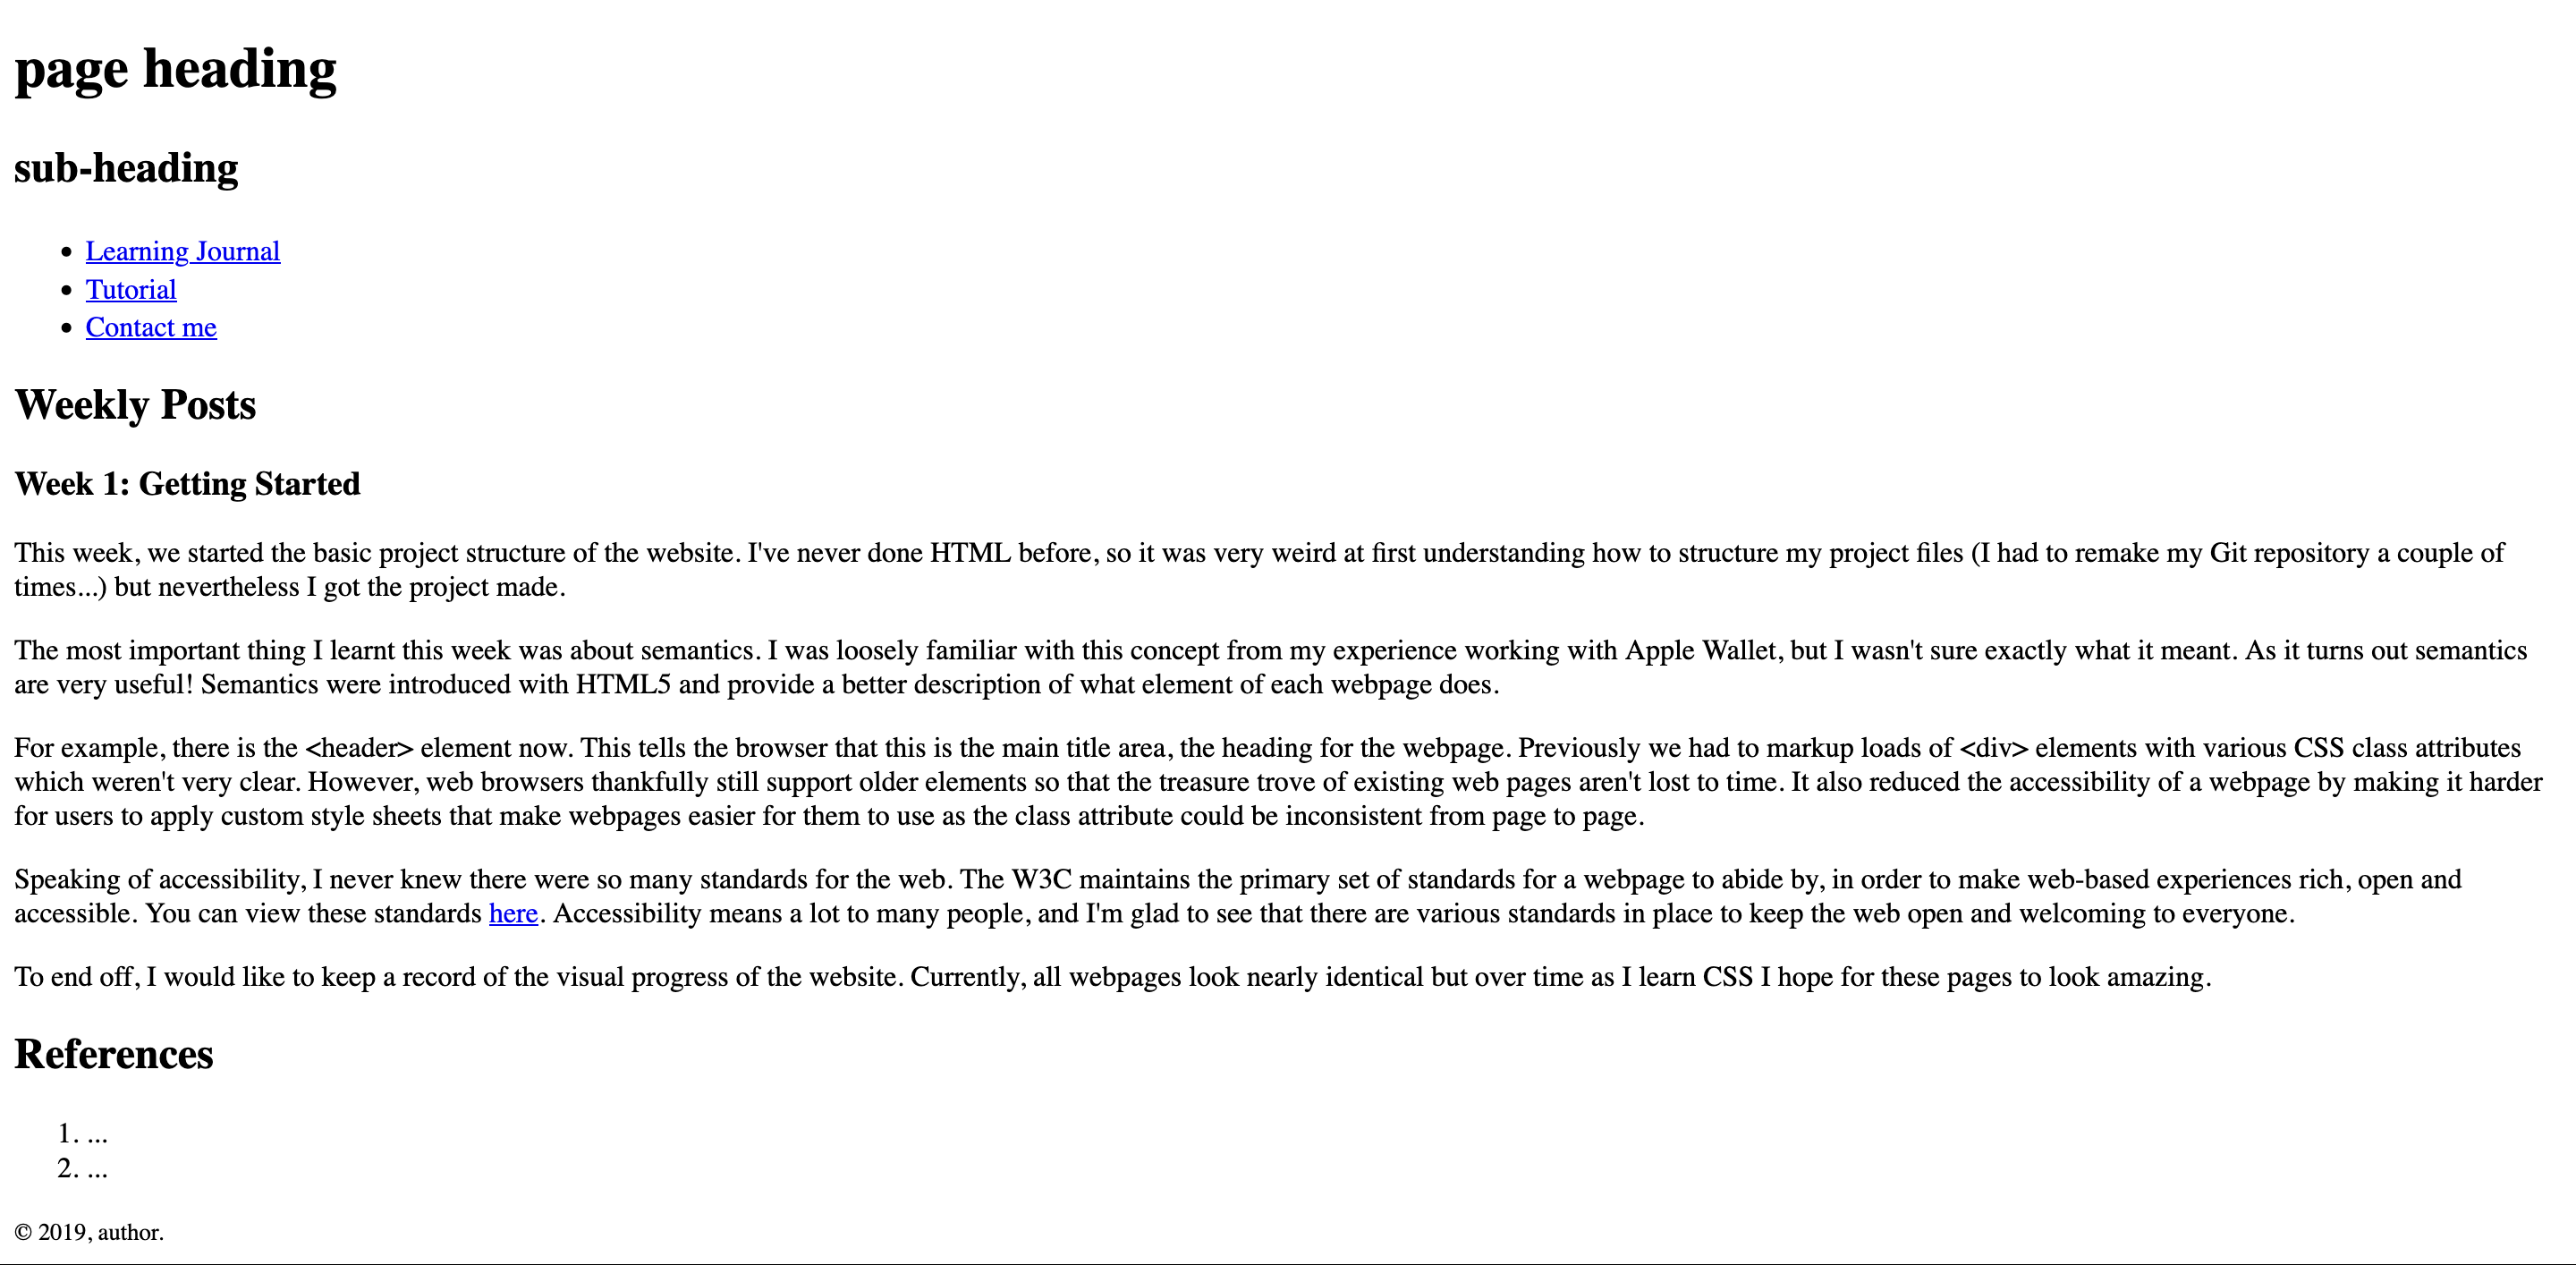 page heading
sub-heading
• Learning Journal
• Tutorial
• Contact me
Weekly Posts
Week 1: Getting Started
This week, we started the basic project structure of the website. I've never done HTML before, so it was very weird at first understanding how to structure my project files (I had to remake my Git repository a couple of
times...) but nevertheless I got the project made.
The most important thing I learnt this week was about semantics. I was loosely familiar with this concept from my experience working with Apple Wallet, but I wasn't sure exactly what it meant. As it turns out semantics
are very useful! Semantics were introduced with HTML5 and provide a better description of what element of each webpage does.
For example, there is the <header> element now. This tells the browser that this is the main title area, the heading for the webpage. Previously we had to markup loads of <div> elements with various CSS class attributes
which weren't very clear. However, web browsers thankfully still support older elements so that the treasure trove of existing web pages aren't lost to time. It also reduced the accessibility of a webpage by making it harder
for users to apply custom style sheets that make webpages easier for them to use as the class attribute could be inconsistent from page to page.
Speaking of accessibility, I never knew there were so many standards for the web. The W3C maintains the primary set of standards for a webpage to abide by, in order to make web-based experiences rich, open and
accessible. You can view these standards here. Accessibility means a lot to many people, and I'm glad to see that there are various standards in place to keep the web open and welcoming to everyone.
To end off, I would like to keep a record of the visual progress of the website. Currently, all webpages look nearly identical but over time as I learn CSS I hope for these pages to look amazing.
References
1. ...
2. ...
© 2019, author.